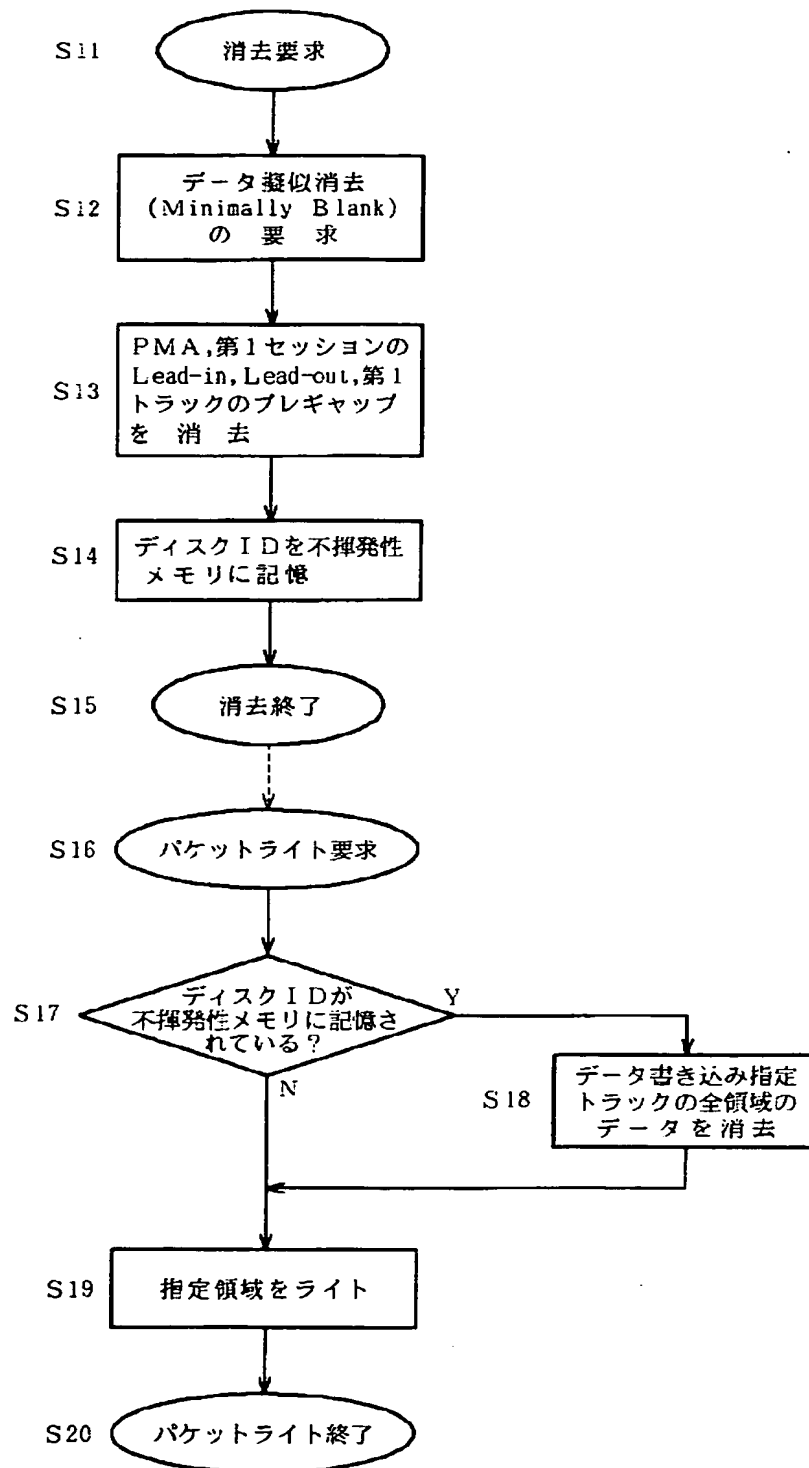 S11
消去要求
S12
データ擬似消去
(Minimally Blank)
の要求
S13
PMA,第1セッションの
Lead-in,Lead-out,第1
トラックのプレギャップ
を消去
S14
ディスクIDを不揮発性
メモリに記憶
S15
消去終了
S16
パケットライト要求
S17
ディスクIDが
不揮発性メモリに記憶さ
れている?
Y
N
S18
データ書き込み指定
トラックの全領域の
データを消去
S19
指定領域をライト
S20
パケットライト終了